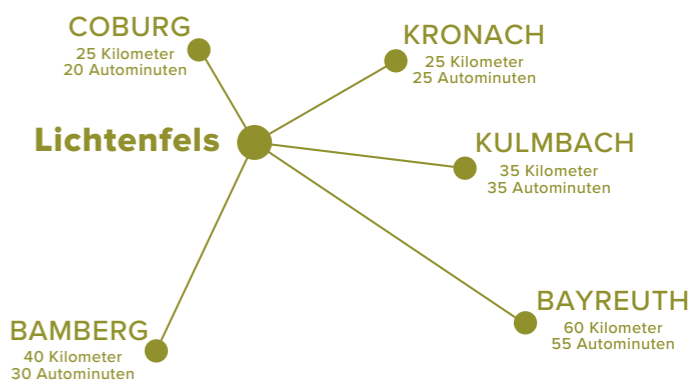 COBURG
25 Kilometer
20 Autominuten
KRONACH
25 Kilometer
25 Autominuten
Lichtenfels
KULMBACH
35 Kilometer
35 Autominuten
BAYREUTH
60 Kilometer
55 Autominuten
BAMBERG
40 Kilometer
30 Autominuten